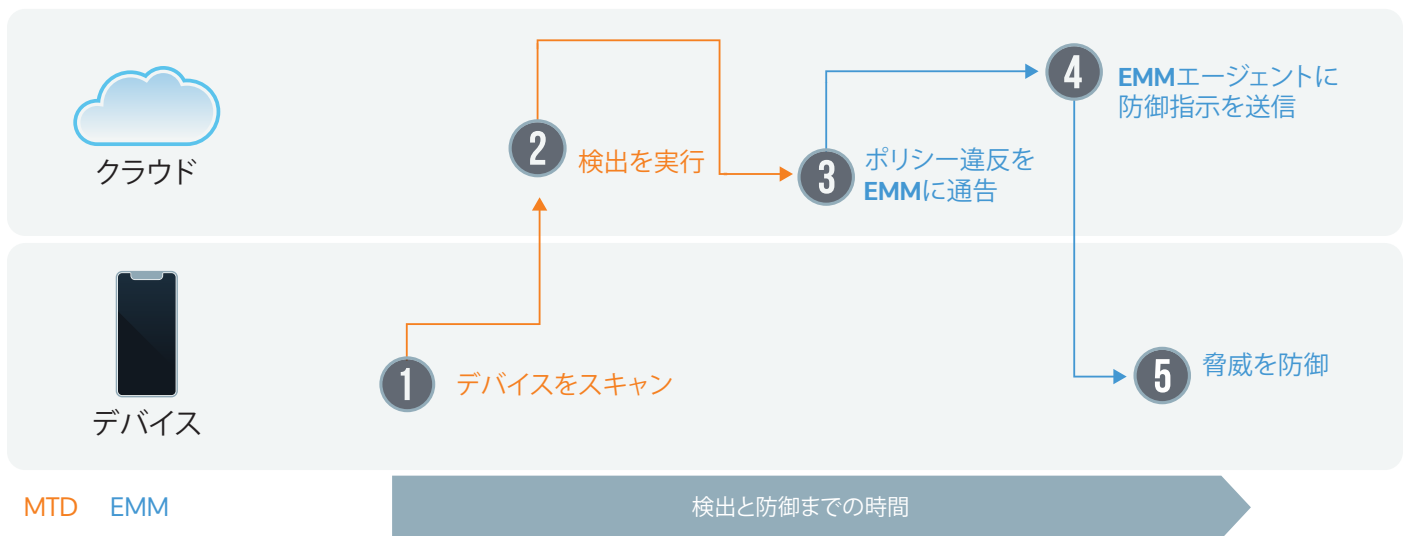 クラウド
2
検出を実行
3
ポリシー違反を
EMMに通告
4
EMMエージェントに
防御指示を送信
デバイス
1
デバイスをスキャン
5
脅威を防御
MTD EMM
検出と防御までの時間